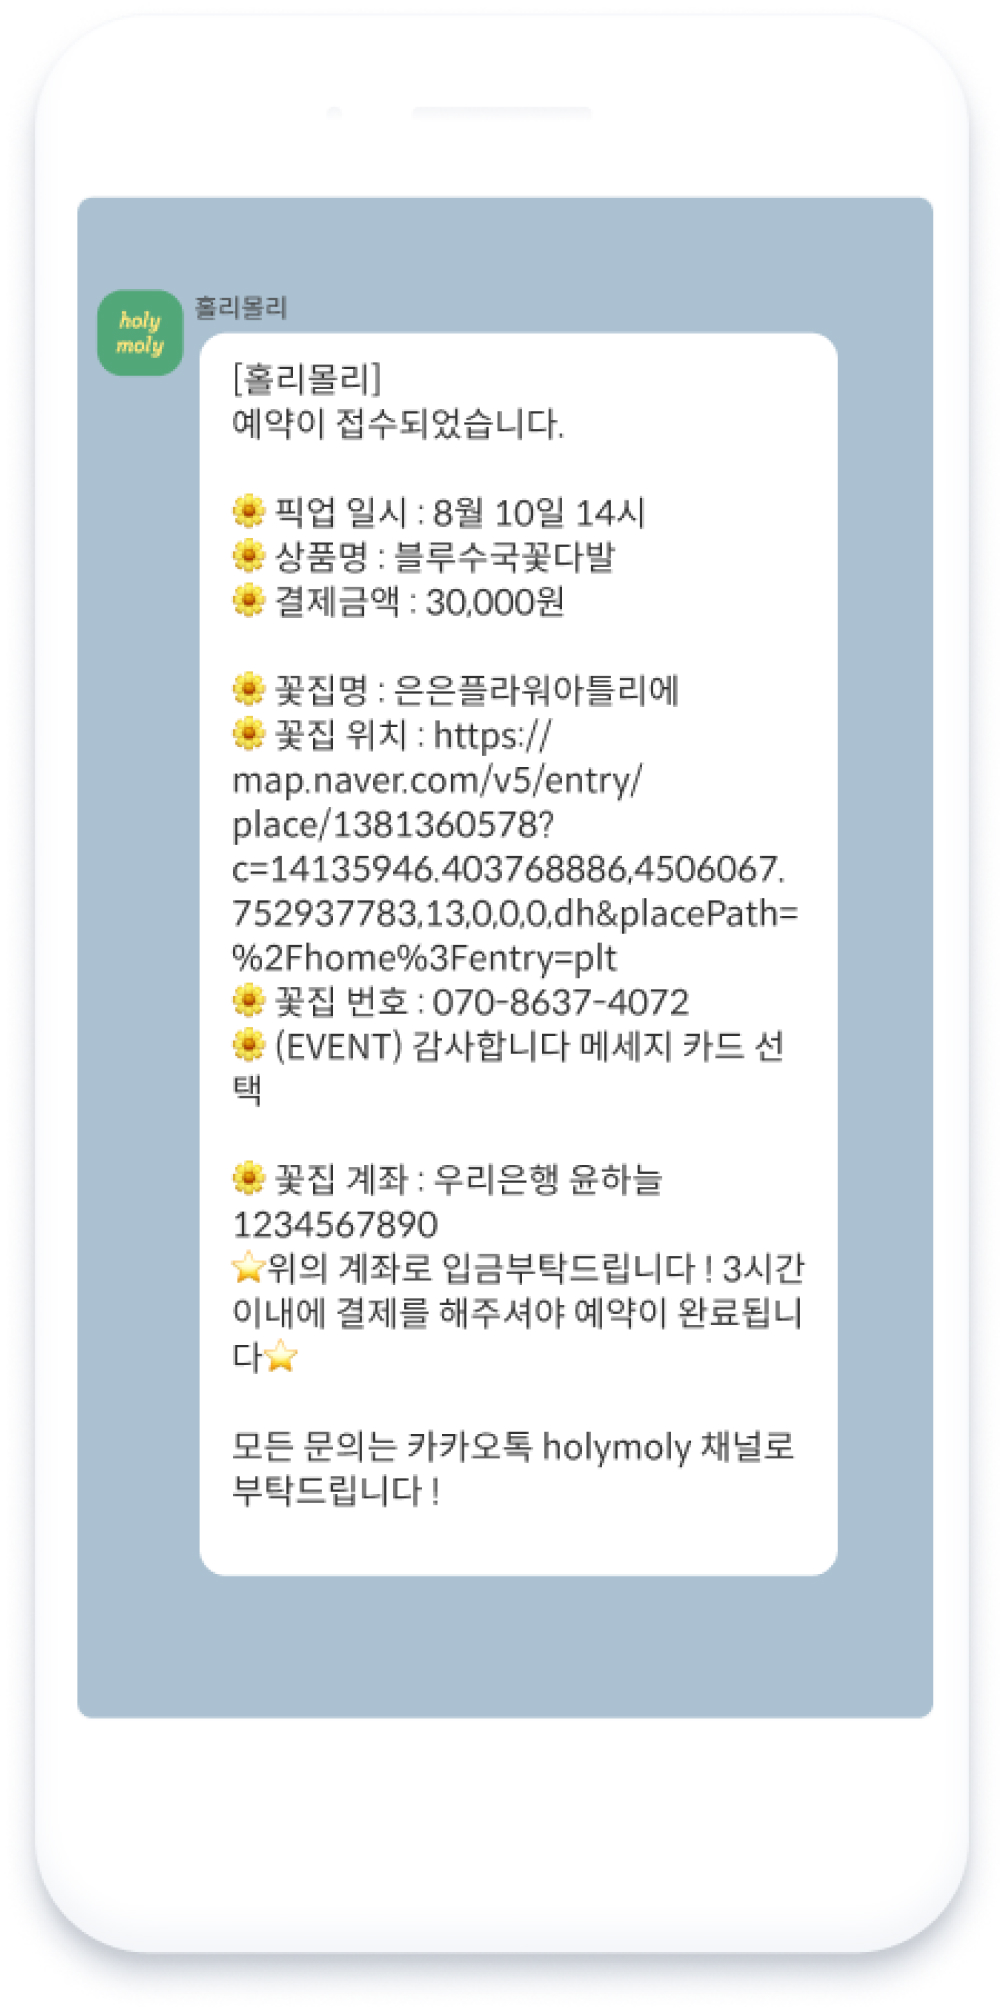 holy
moly
홀리몰리
[홀리몰리]
예약이 접수되었습니다.
🌼 픽업 일시 : 8월 10일 14시
🌼 상품명 : 블루수국꽃다발
🌼 결제금액 : 30,000원
🌼 꽃집명 : 은은플라워아틀리에
🌼 꽃집 위치 : https://
map.naver.com/v5/entry/
place/1381360578?
c=14135946.403768886,4506067.
752937783,13,0,0,0,dh&placePath=
%2Fhome%3Fentry=plt
🌼 꽃집 번호 : 070-8637-4072
🌼 (EVENT) 감사합니다 메세지 카드 선
택
🌼 꽃집 계좌 : 우리은행 윤하늘
1234567890
⭐위의 계좌로 입금부탁드립니다 ! 3시간
이내에 결제를 해주셔야 예약이 완료됩니
다⭐
모든 문의는 카카오톡 holymoly 채널로
부탁드립니다 !